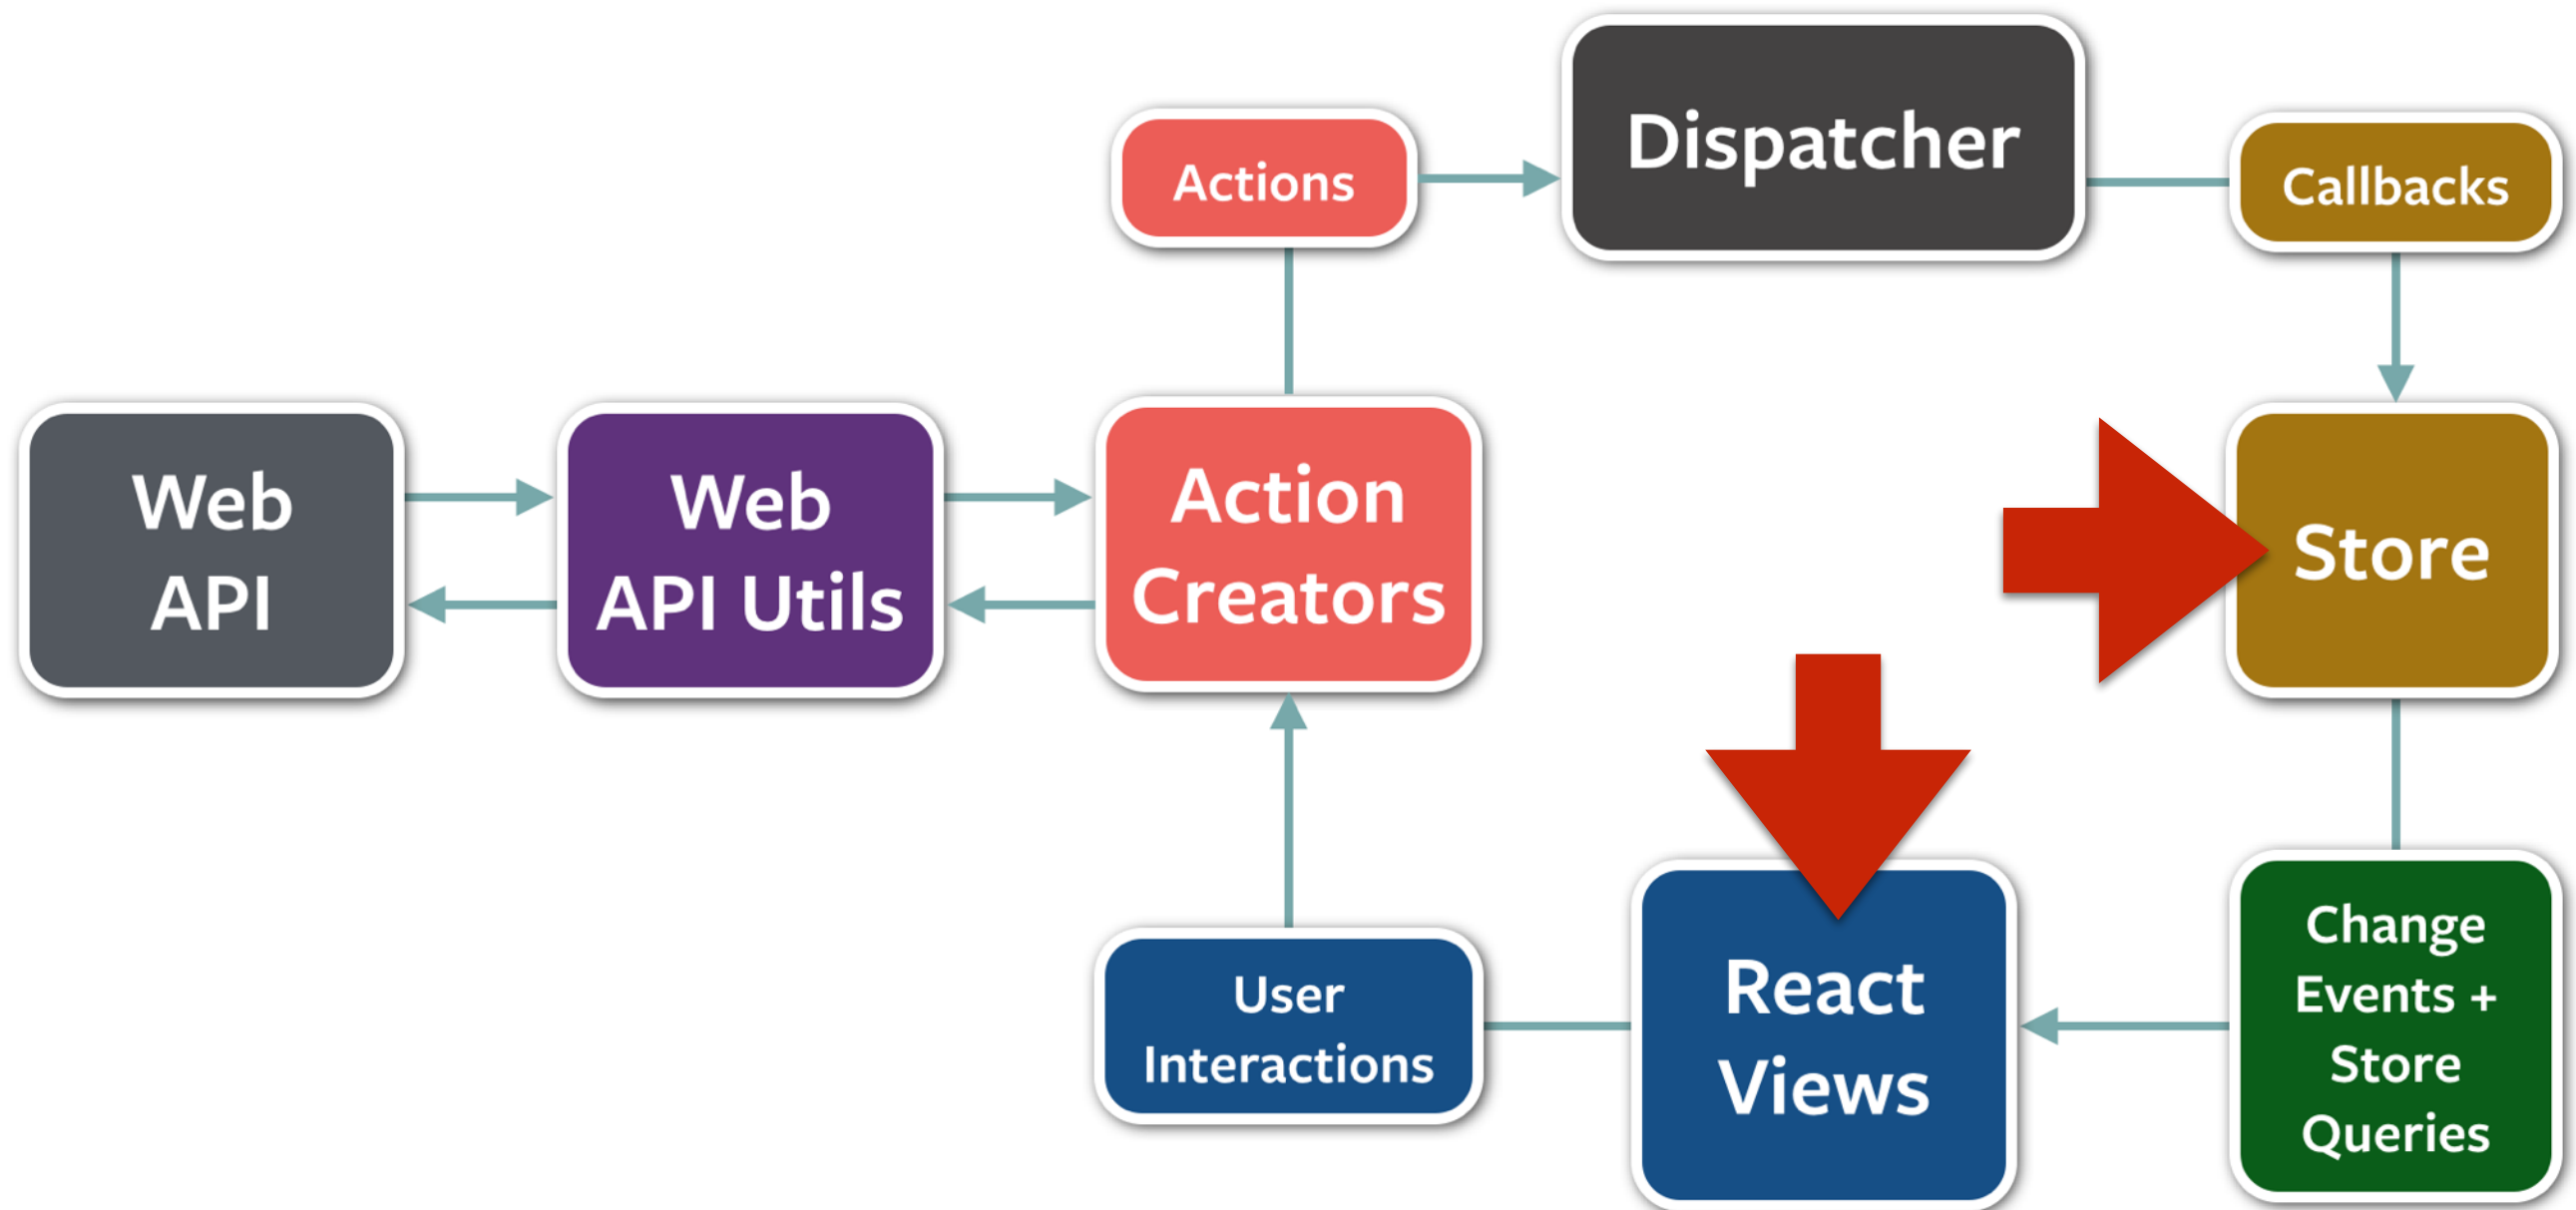 Dispatcher
Actions
Callbacks
Web
API
Web
API Utils
Action
Creators
Store
User
Interactions
React
Views
Change
Events +
Store
Queries